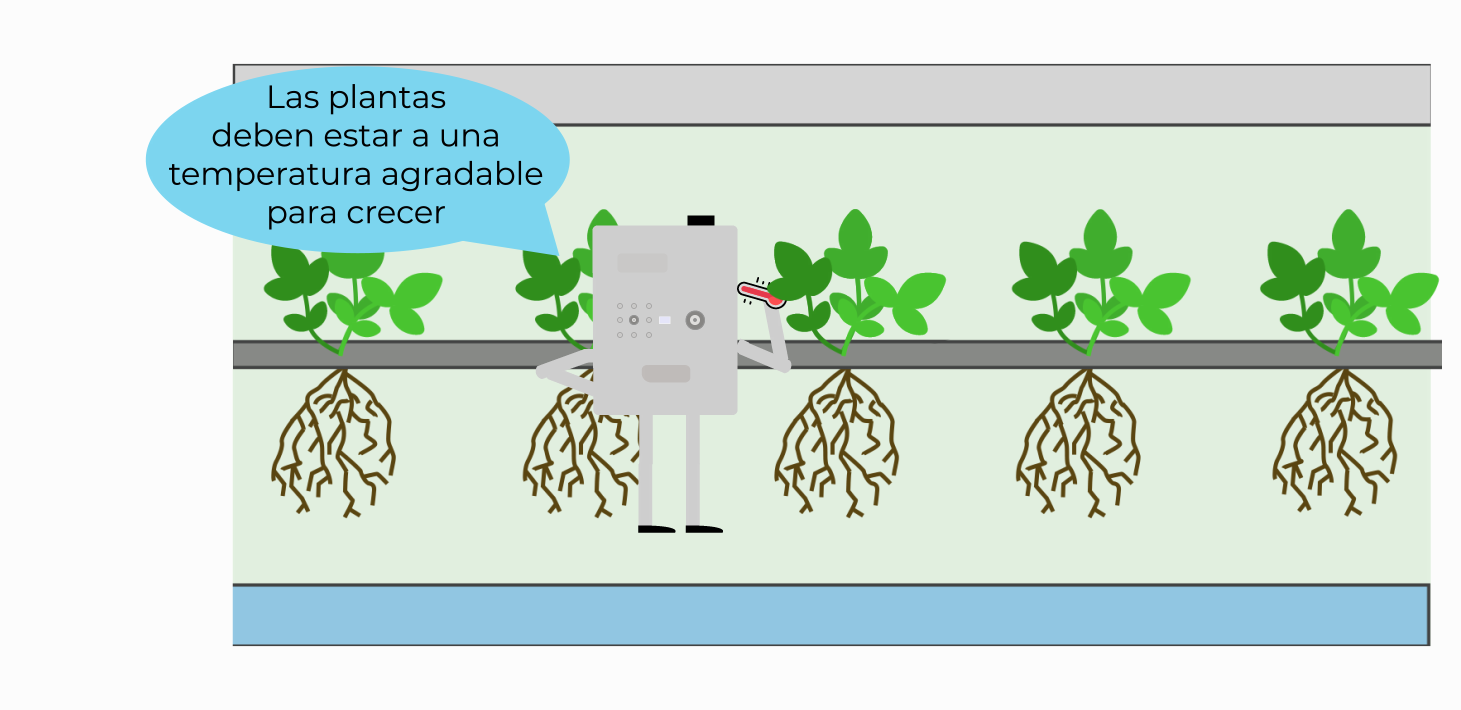 Las plantas
deben estar a una
temperatura agradable
para crecer